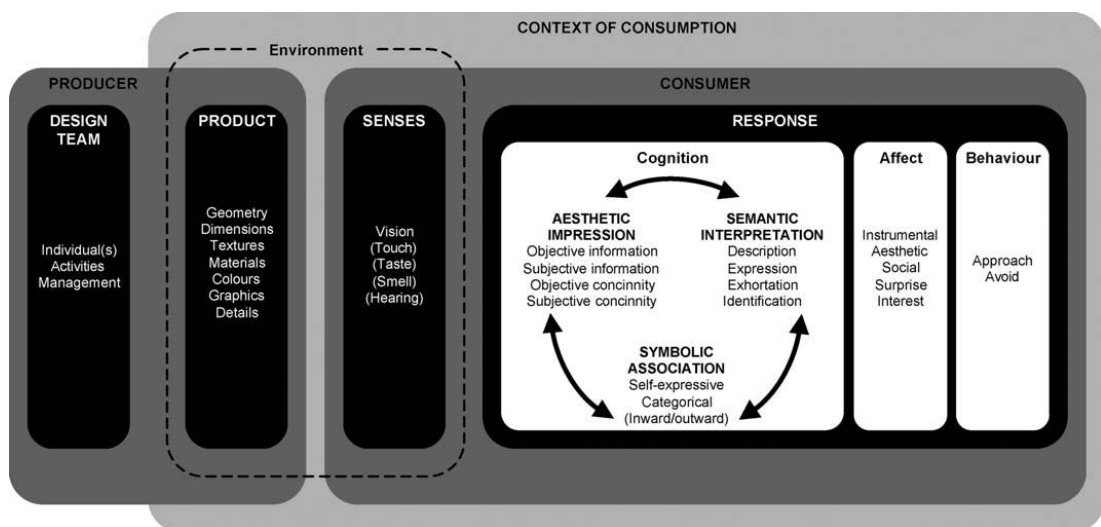 CONTEXT OF CONSUMPTION
Environment
PRODUCER
CONSUMER
DESIGN
TEAM
Individual(s)
Activities
Management
PRODUCT
Geometry
Dimensions
Textures
Materials
Colours
Graphics
Details
SENSES
Vision
(Touch)
(Taste)
(Smell)
(Hearing)
RESPONSE
Cognition
AESTHETIC
IMPRESSION
Objective information
Subjective information
Objective concinnity
Subjective concinnity
SEMANTIC
INTERPRETATION
Description
Expression
Exhortation
Identification
SYMBOLIC
ASSOCIATION
Self-expressive
Categorical
(Inward/outward)
Affect
Instrumental
Aesthetic
Social
Surprise
Interest
Behaviour
Approach
Avoid